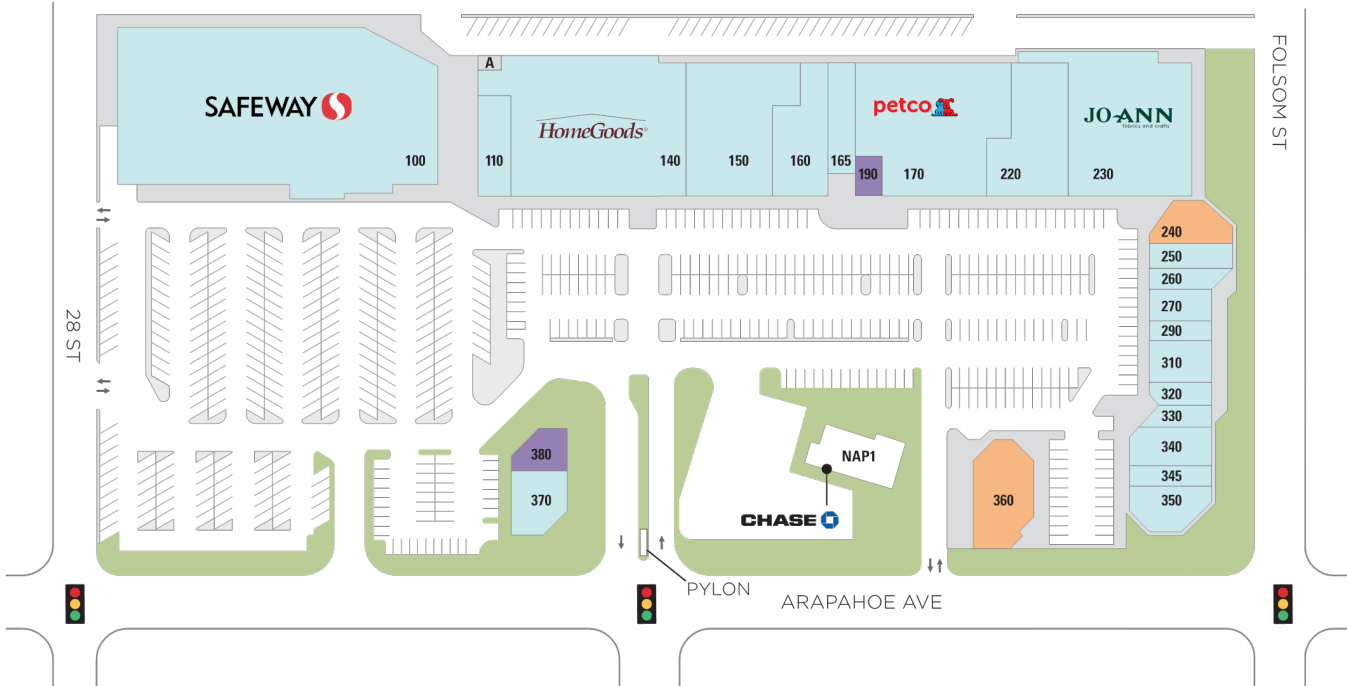 FOLSOM ST
A
SAFEWAY
HomeGoods
petco
JO-ANN
fabrics and crafts
100
110
140
150
160
165
190
170
220
230
240
250
260
270
290
28 ST
310
320
330
380
NAP1
340
370
360
345
350
CHASE
PYLON
ARAPAHOE AVE